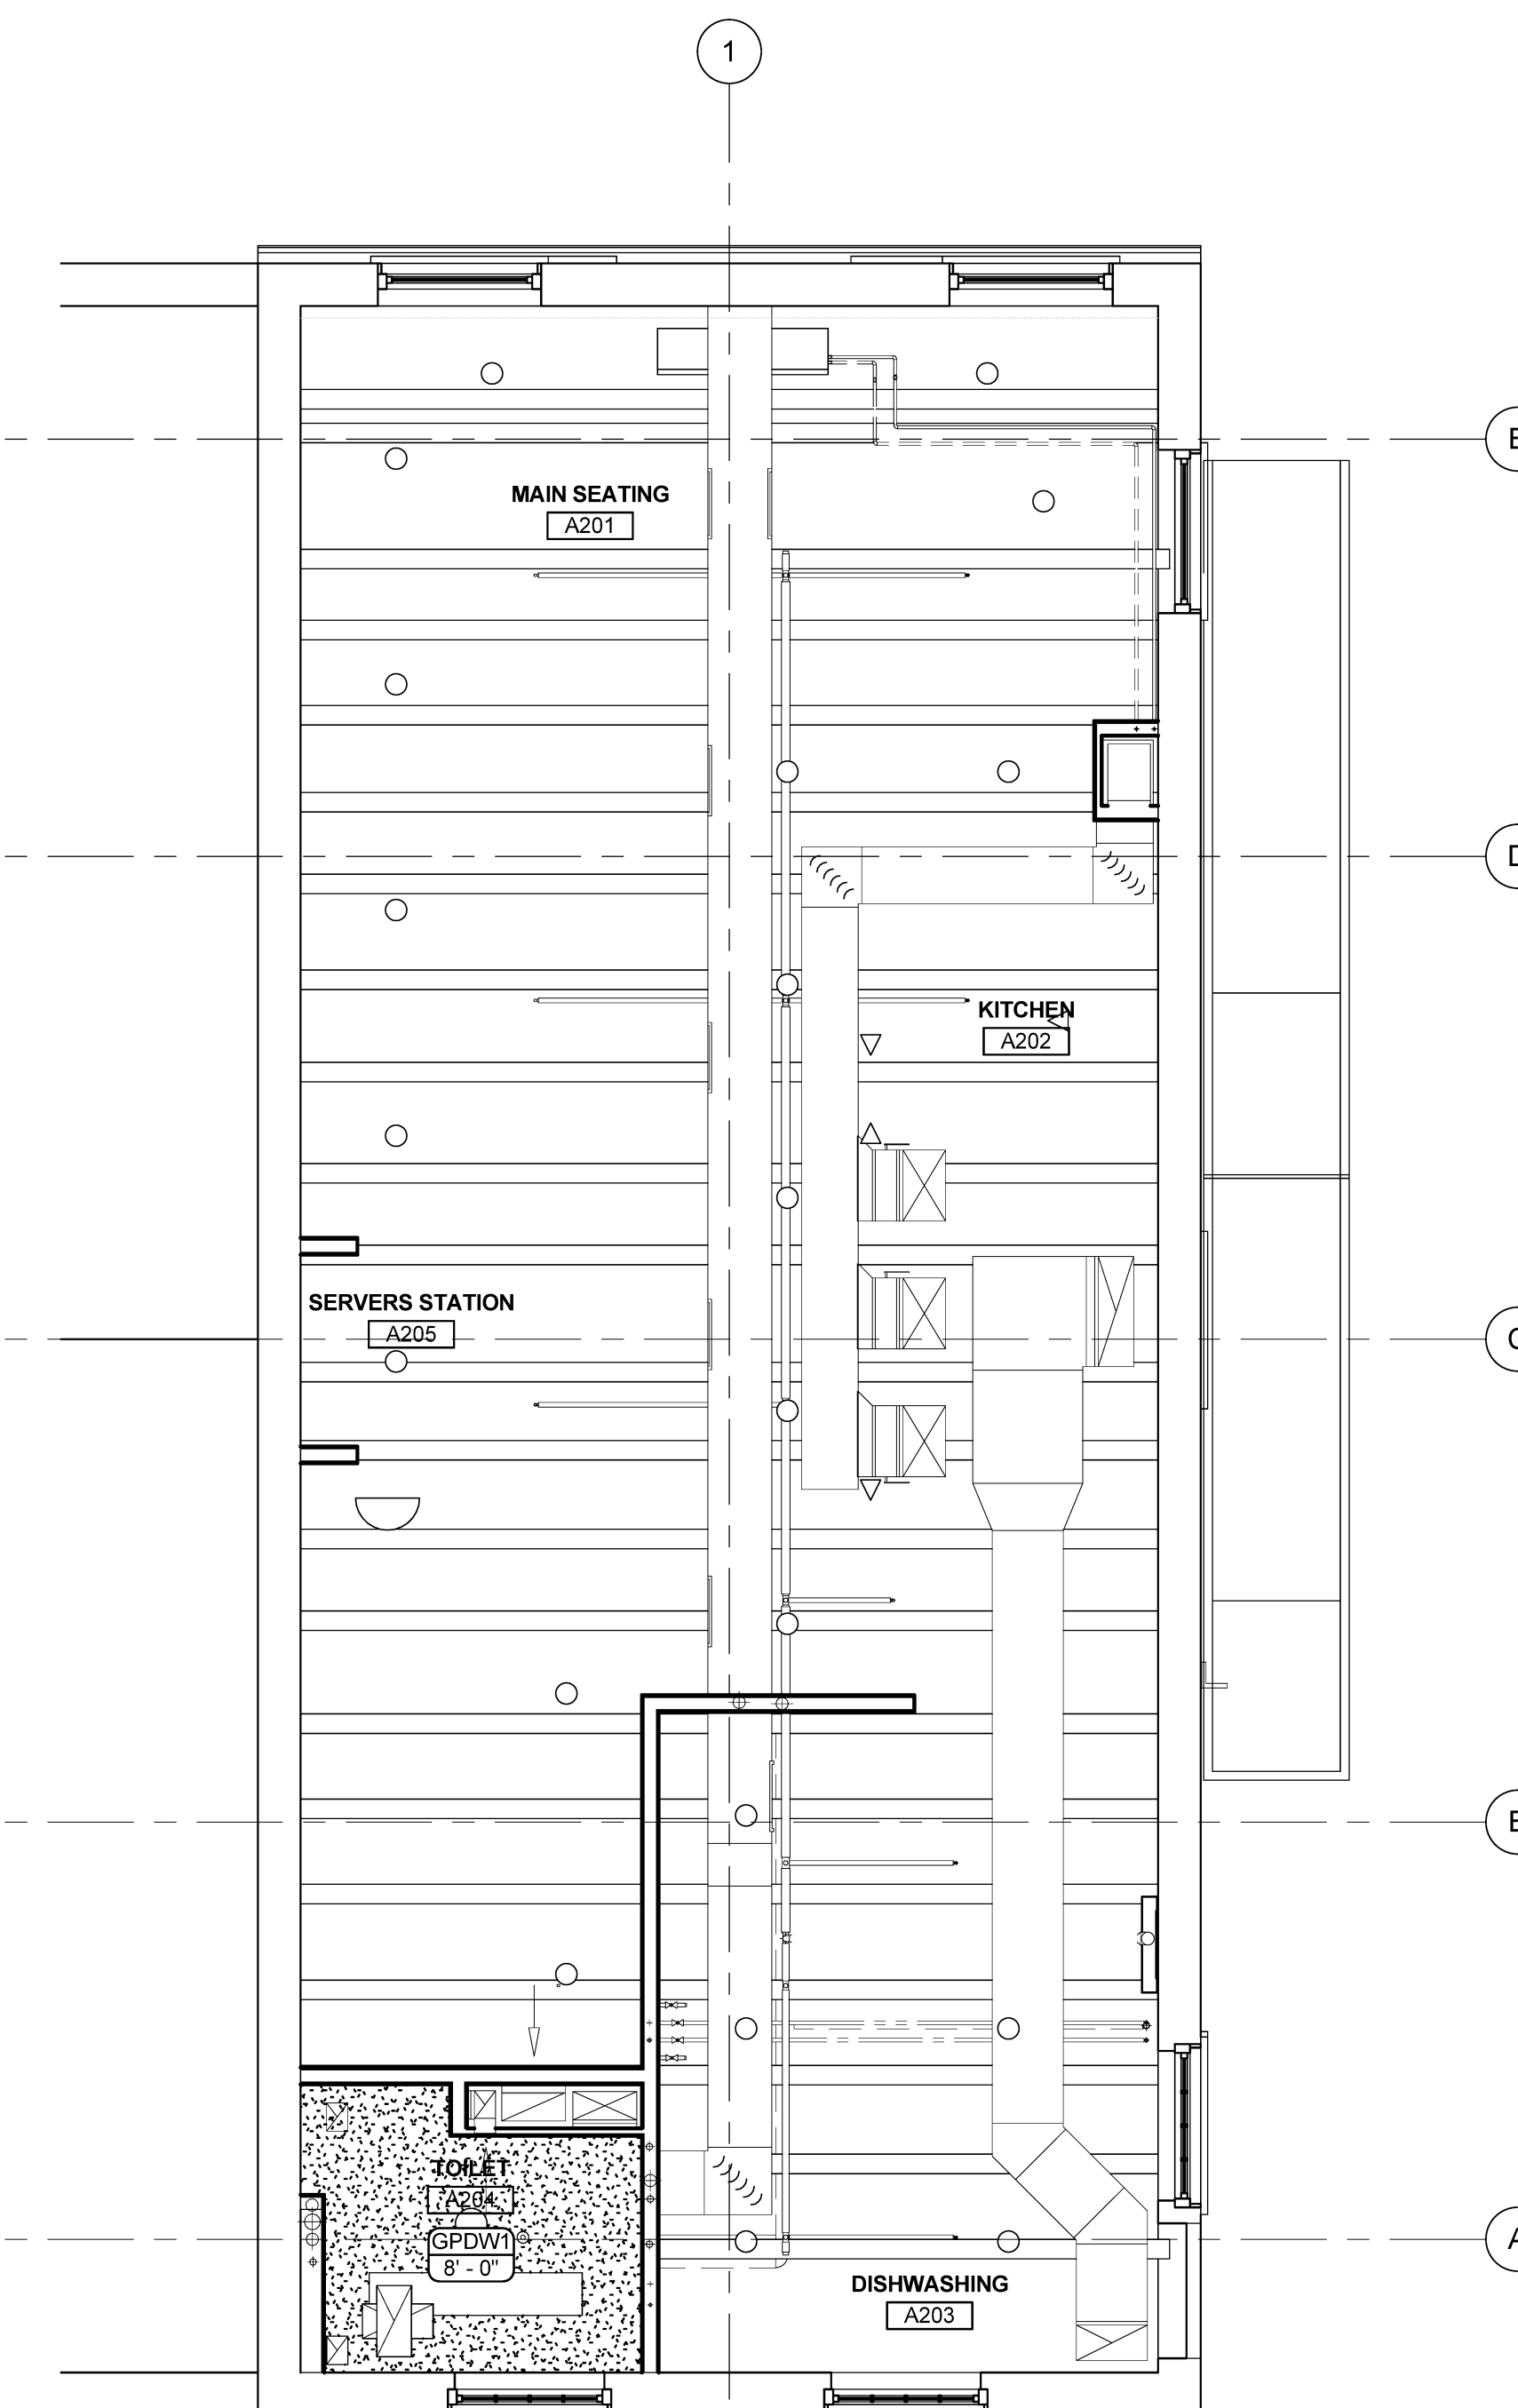 1
MAIN SEATING
A201
D
KITCHEN
A202
SERVERS STATION
A205
C
TOILET
A204
GPDW1
8' - 0"
A
DISHWASHING
A203